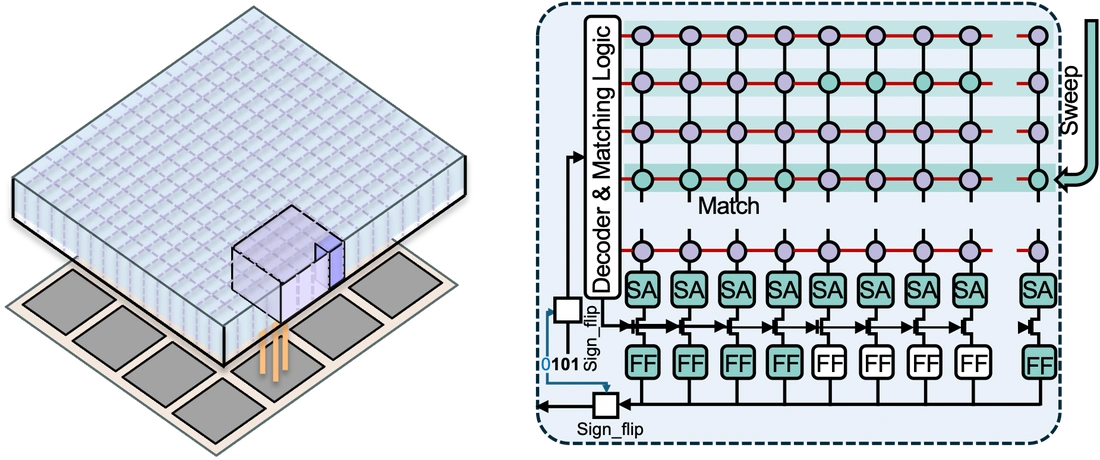 Decoder & Matching Logic
Sweep
Match
SA SA SA SA SA SA SA SA SA
0101
Sign_flip
FF FF FF FF FF FF FF FF FF
Sign_flip